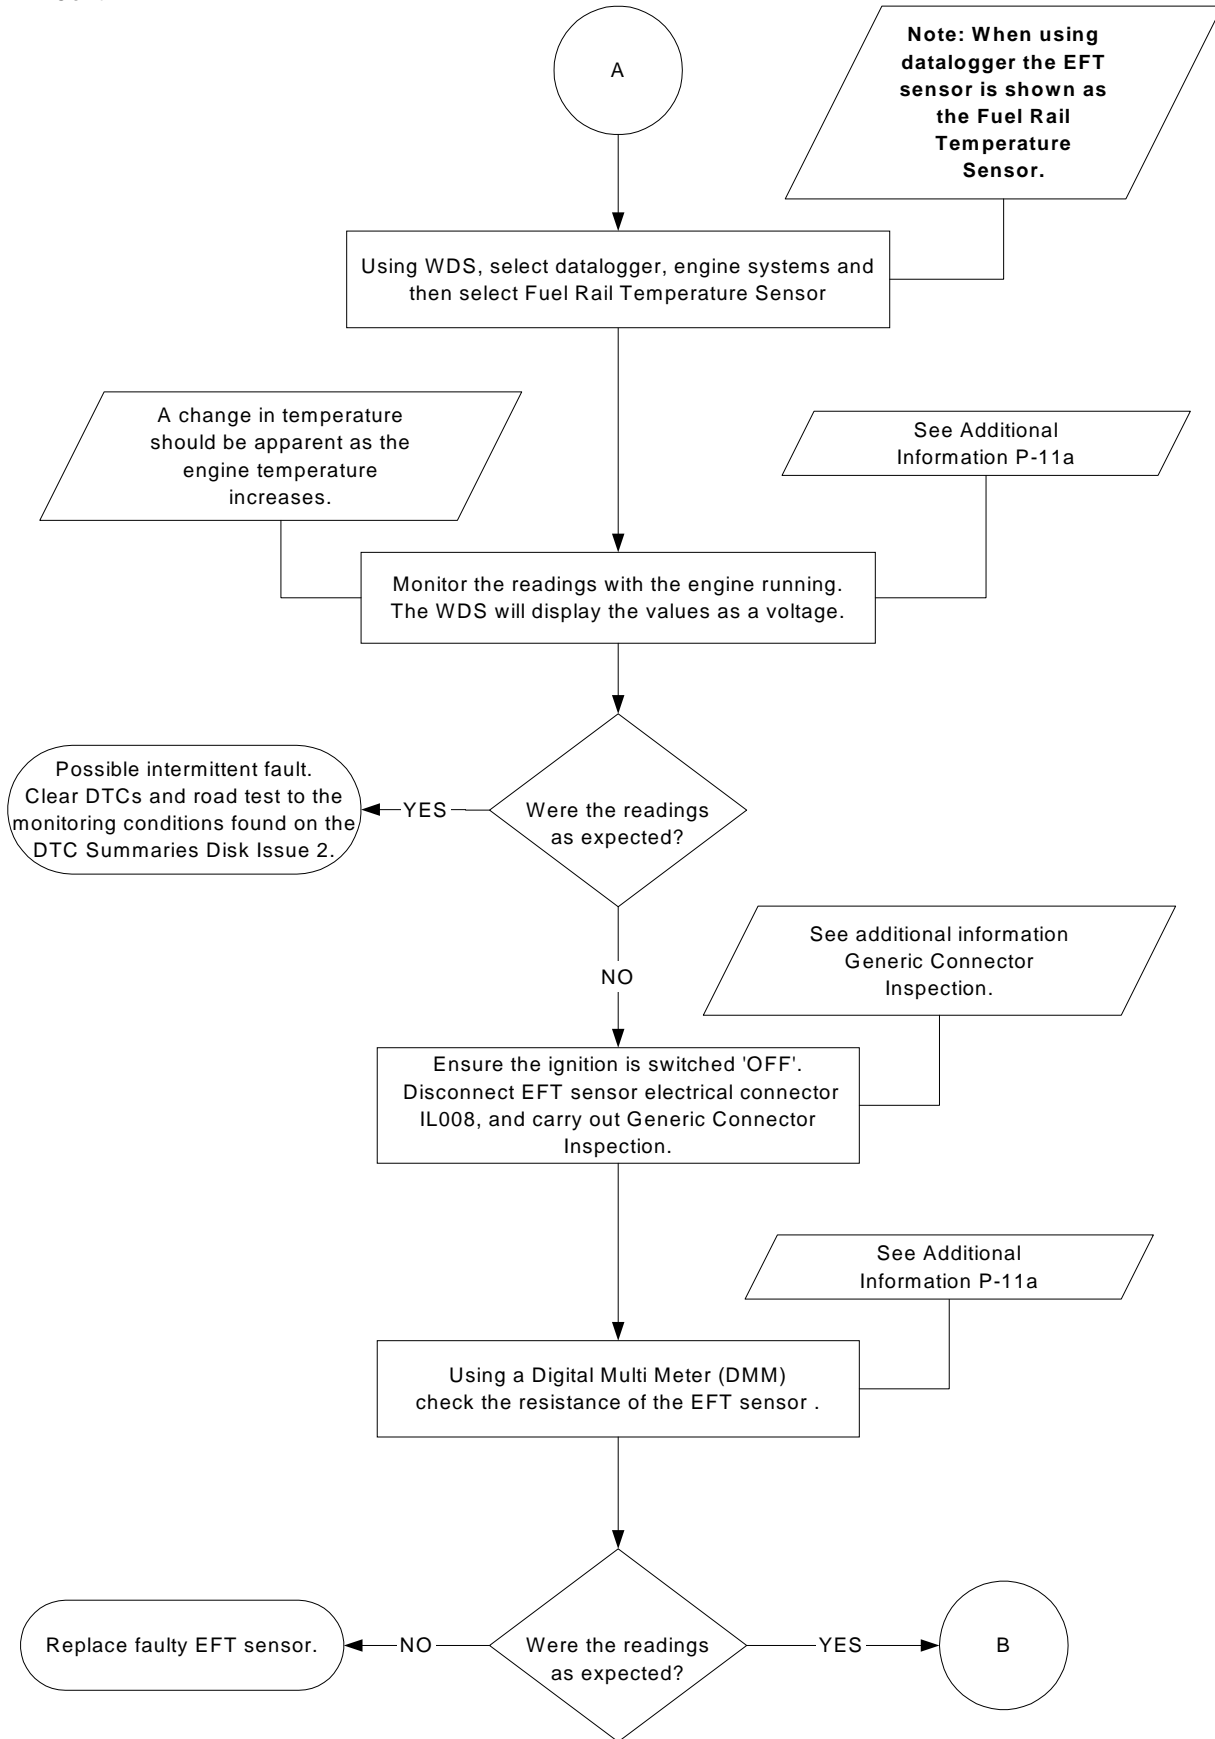 A
Note: When using
datalogger the EFT
sensor is shown as
the Fuel Rail
Temperature
Sensor.
Using WDS, select datalogger, engine systems and
then select Fuel Rail Temperature Sensor
A change in temperature
should be apparent as the
engine temperature
increases.
See Additional
Information P-11a
Monitor the readings with the engine running.
The WDS will display the values as a voltage.
Possible intermittent fault.
Clear DTCs and road test to the
monitoring conditions found on the
DTC Summaries Disk Issue 2.
YES
Were the readings
as expected?
NO
See additional information
Generic Connector
Inspection.
Ensure the ignition is switched 'OFF'.
Disconnect EFT sensor electrical connector
IL008, and carry out Generic Connector
Inspection.
See Additional
Information P-11a
Using a Digital Multi Meter (DMM)
check the resistance of the EFT sensor .
Replace faulty EFT sensor.
NO
Were the readings
as expected?
YES
B